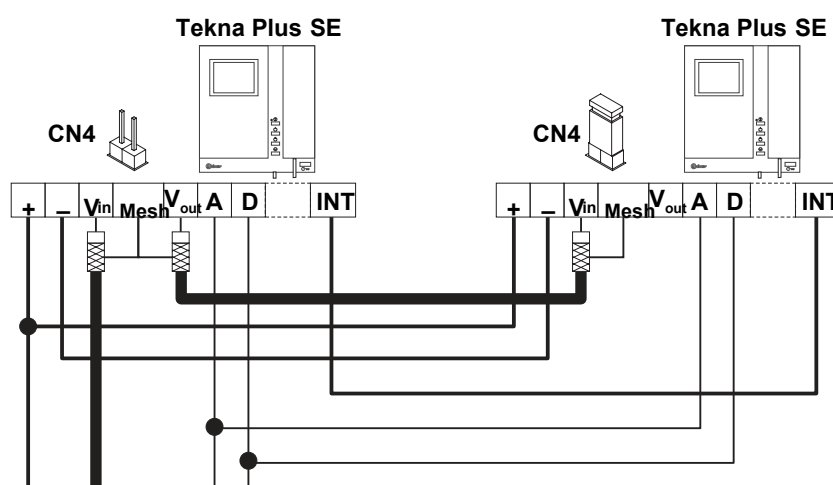 Tekna Plus SE
Tekna Plus SE
CN4
CN4
+ – Vin Mesh Vout A D INT
+ – Vin Mesh Vout A D INT